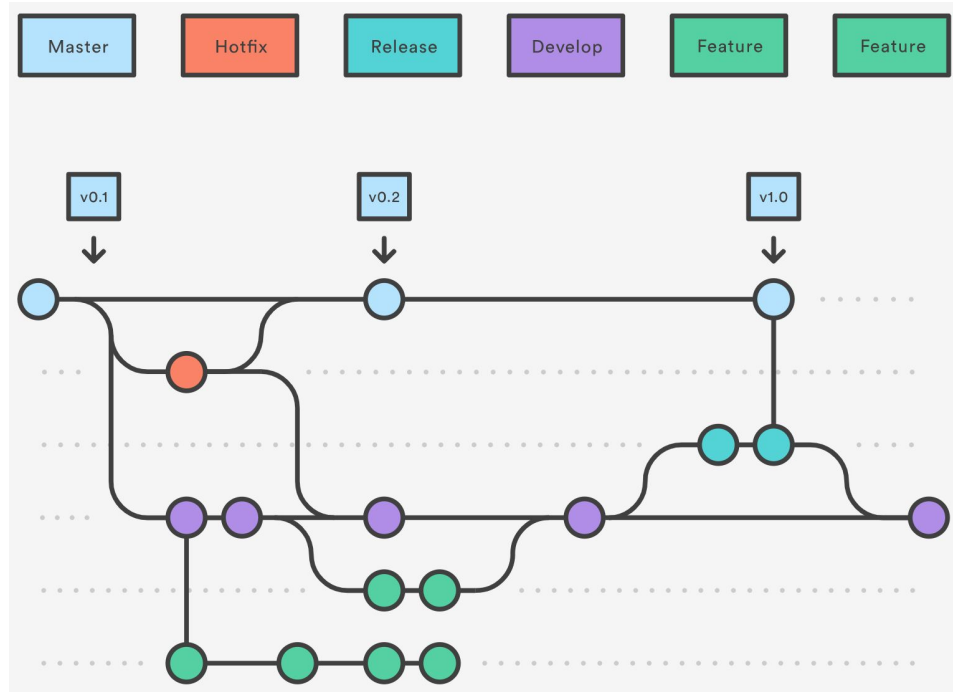 Master
Hotfix
Release
Develop
Feature
Feature
v0.1
v0.2
v1.0